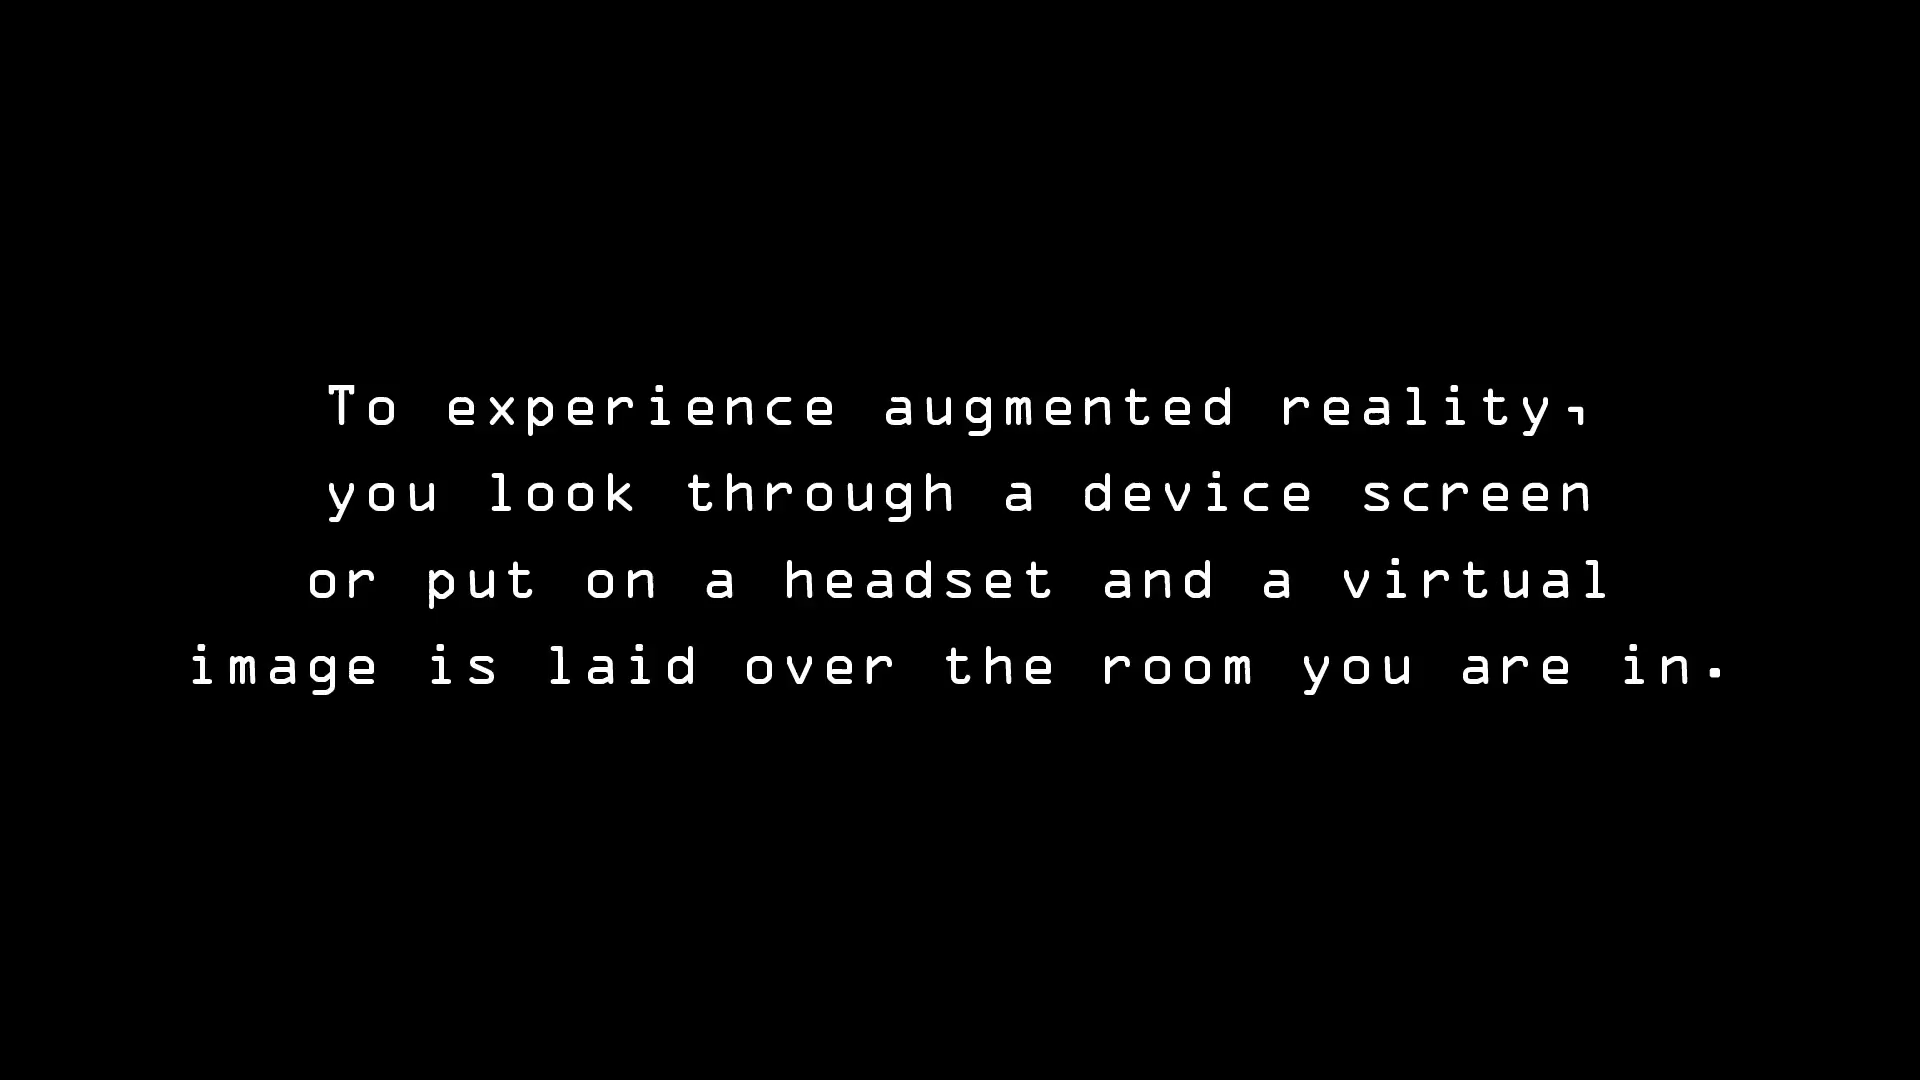 To experience augmented reality,
you look through a device screen
or put on a headset and a virtual
image is laid over the room you are in.